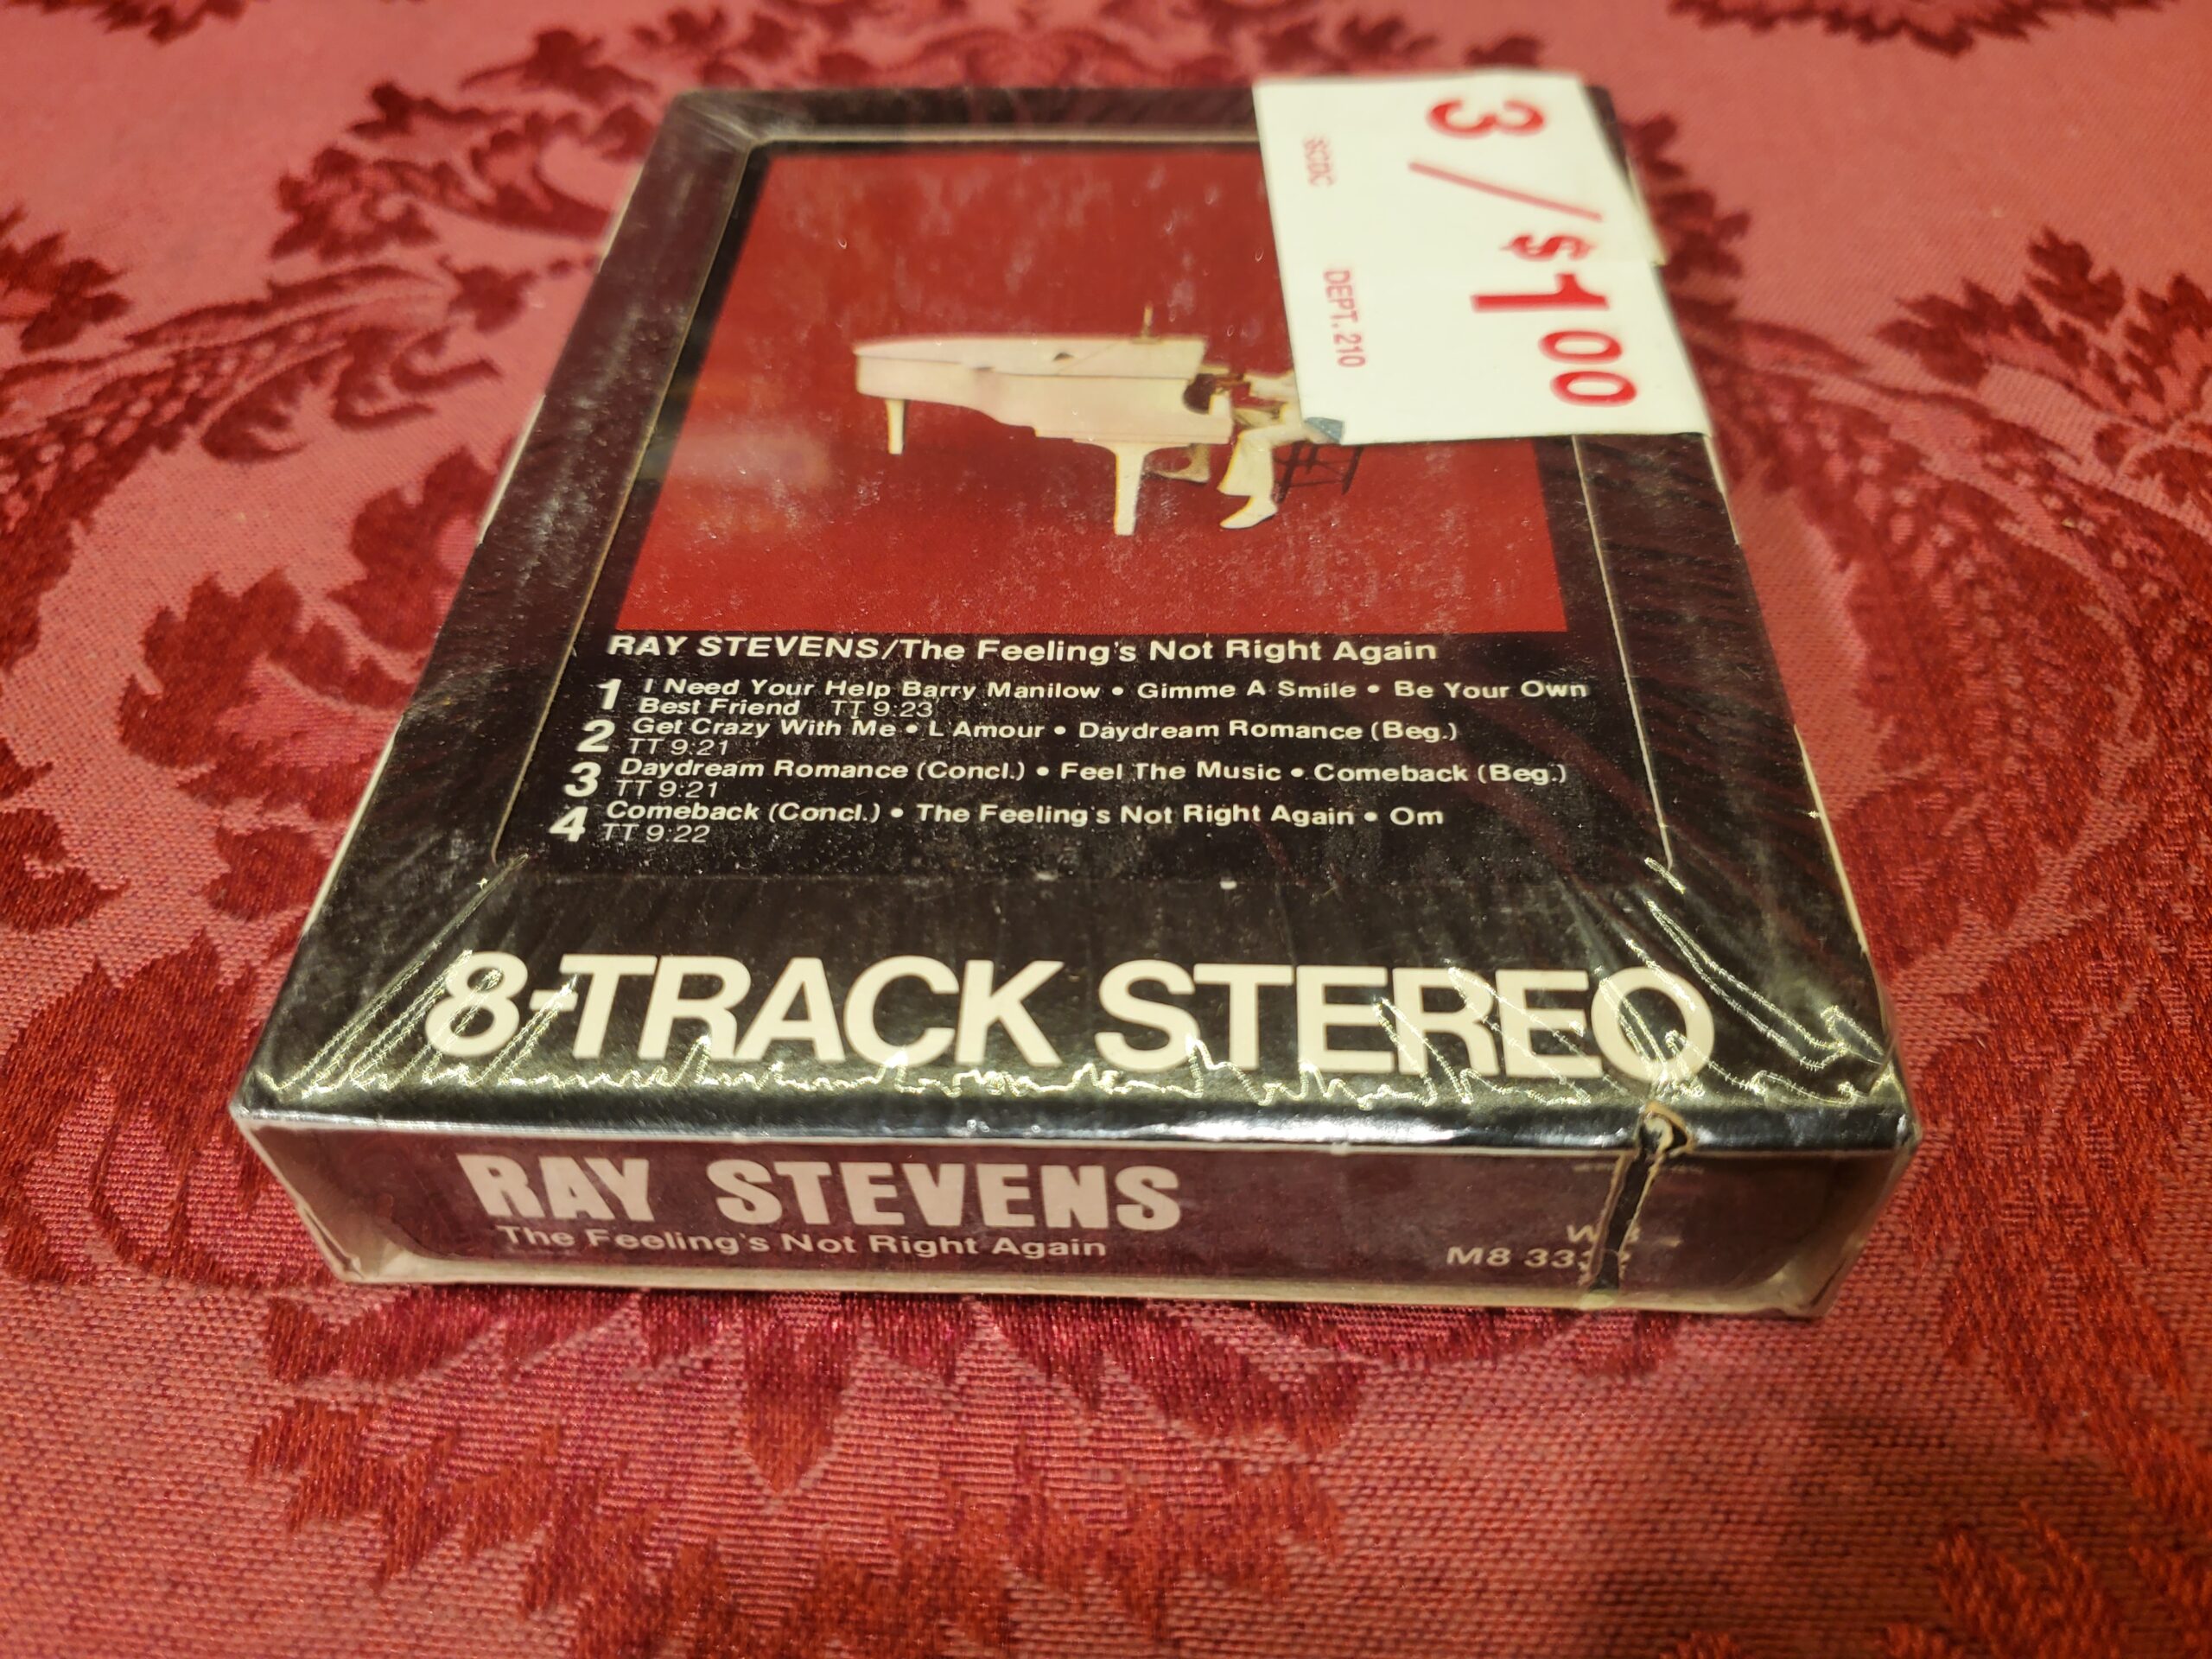 3/$1 00
DEPT. 210
RAY STEVENS/The Feeling's Not Right Again
1 I Need Your Help Barry Manilow • Gimme A Smile • Be Your Own
Best Friend TT 9:23
2 Get Crazy With Me • L Amour • Daydream Romance (Beg.)
TT 9:21
3 Daydream Romance (Concl.) • Feel The Music • Comeback (Beg.)
TT 9:21
4 Comeback (Concl.) • The Feeling's Not Right Again • Om
TT 9:22
8-TRACK STEREO
RAY STEVENS
The Feeling's Not Right Again
M8